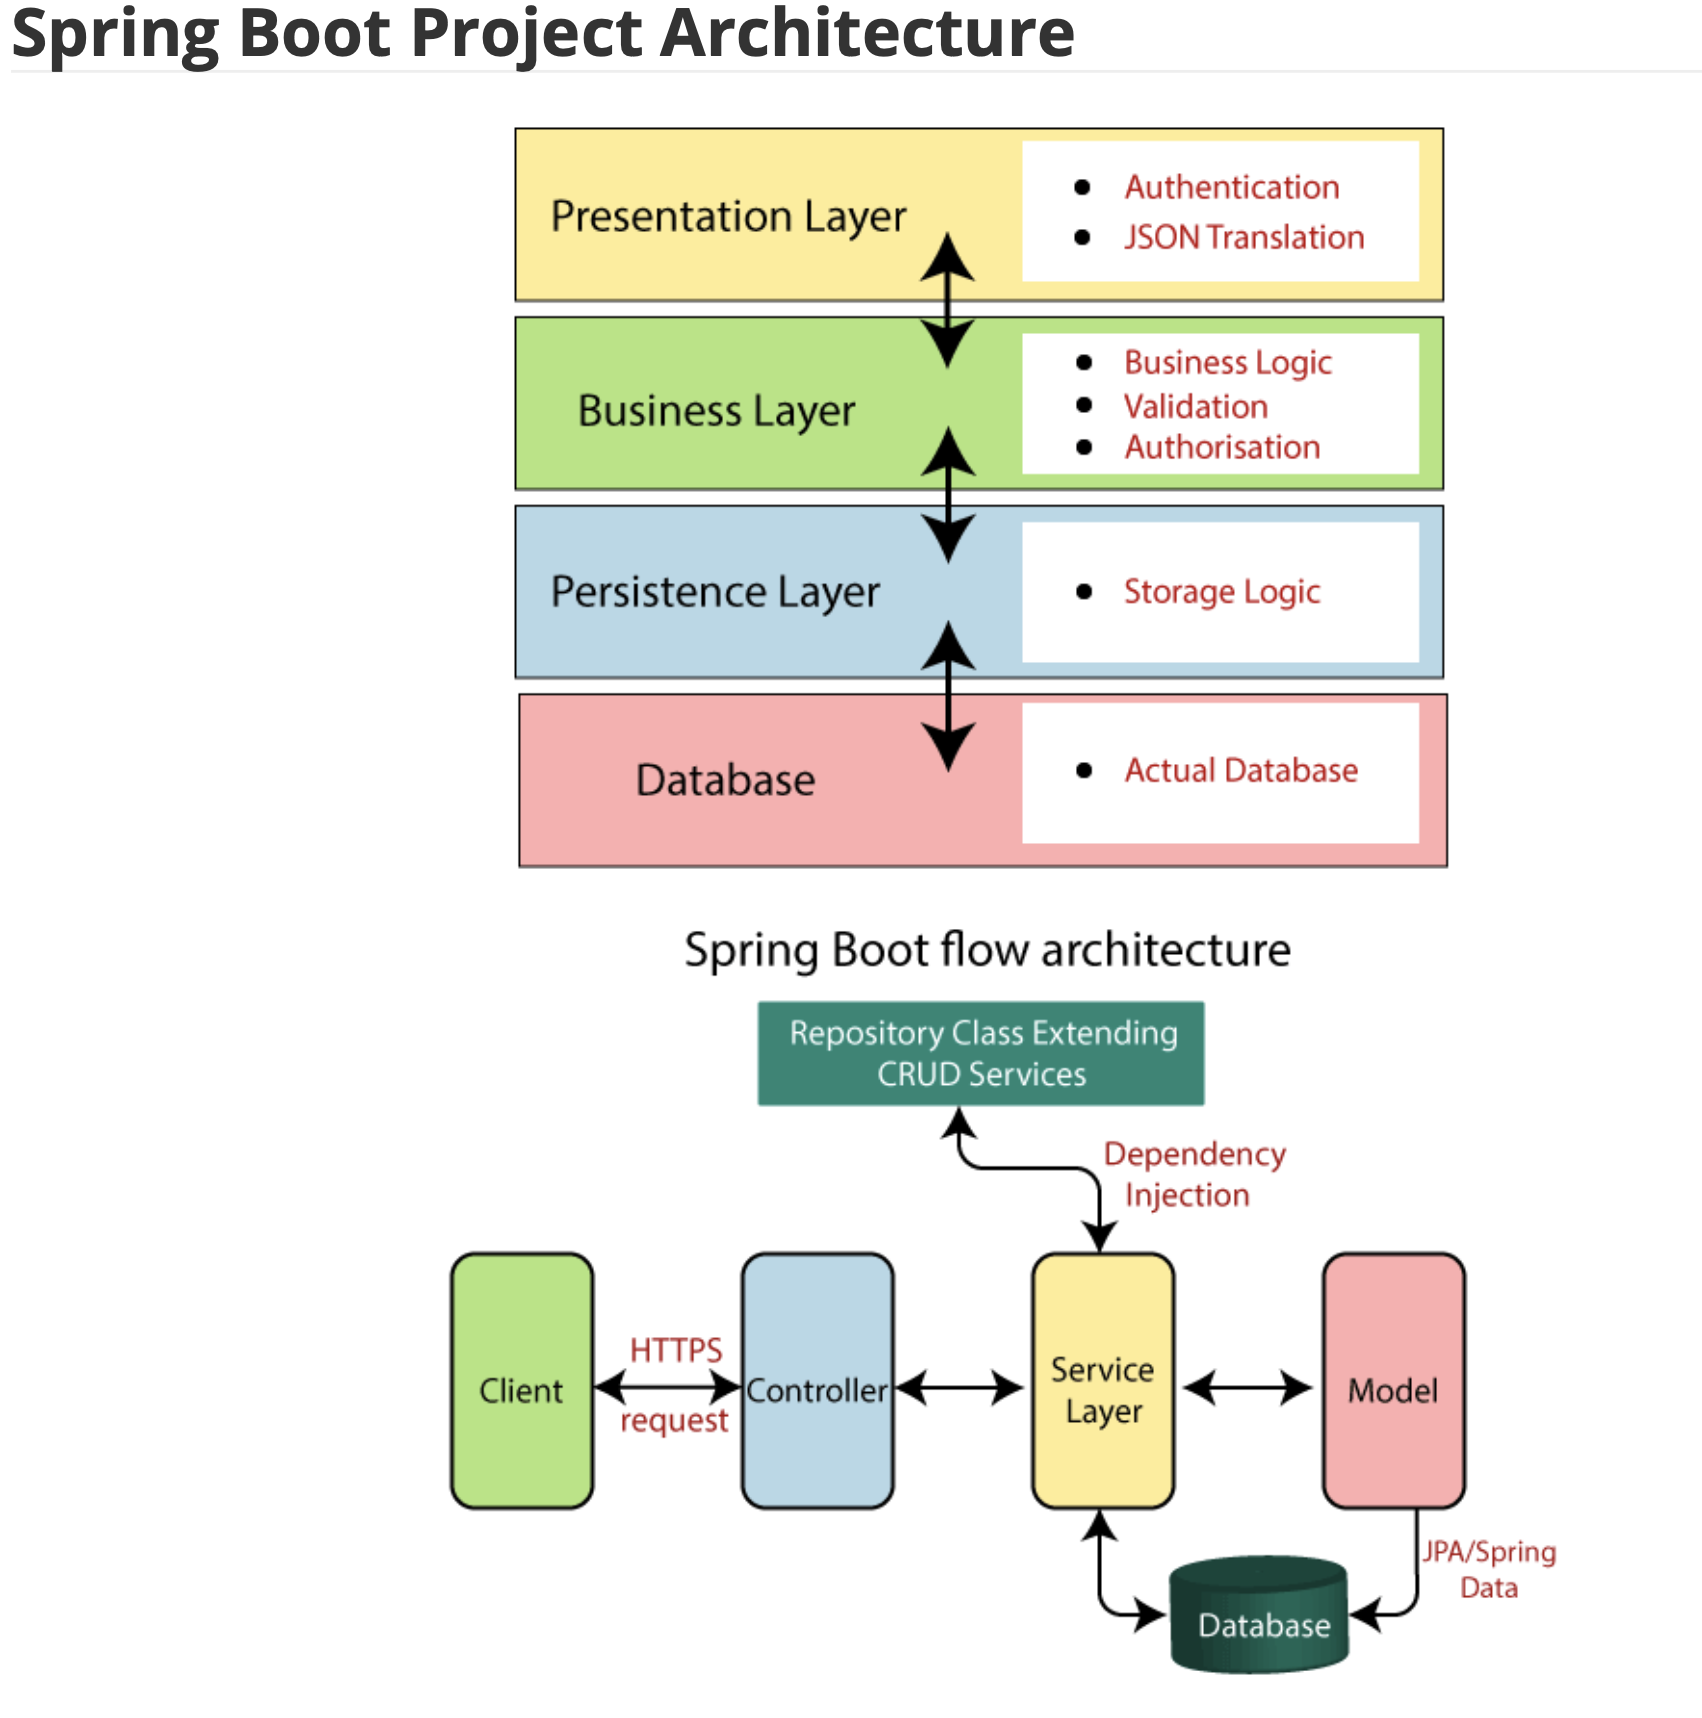 Spring Boot Project Architecture
Presentation Layer
Authentication
JSON Translation
Business Layer
Business Logic
Validation
Authorisation
Persistence Layer
Storage Logic
Database
Actual Database
Spring Boot flow architecture
Repository Class Extending
CRUD Services
Dependency
Injection
Client
HTTPS
request
Controller
Service
Layer
Model
JPA/Spring
Data
Database